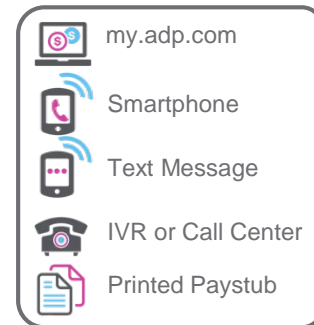 my.adp.com
Smartphone
Text Message
IVR or Call Center
Printed Paystub